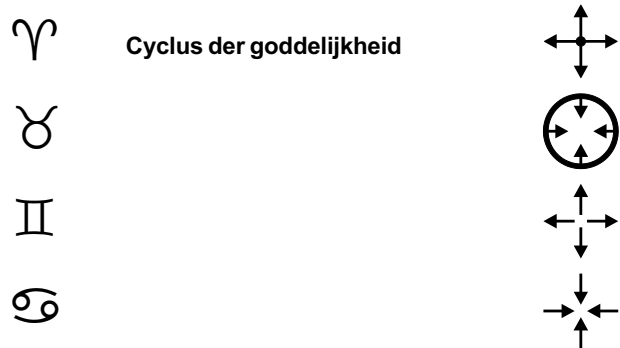 ♈ Cyclus der goddelijkheid
♉
♊
♋